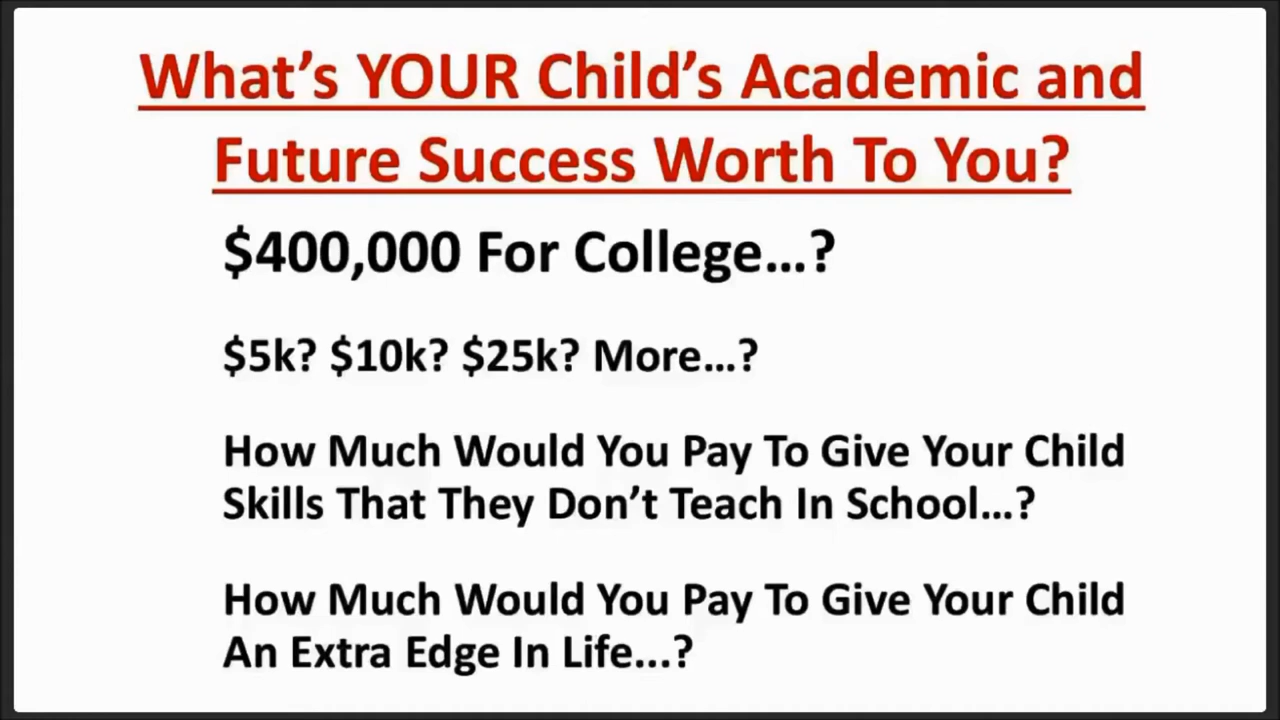 What’s YOUR Child’s Academic and
Future Success Worth To You?
$400,000 For College...?
$5k? $10k? $25k? More...?
How Much Would You Pay To Give Your Child
Skills That They Don’t Teach In School...?
How Much Would You Pay To Give Your Child
An Extra Edge In Life...?